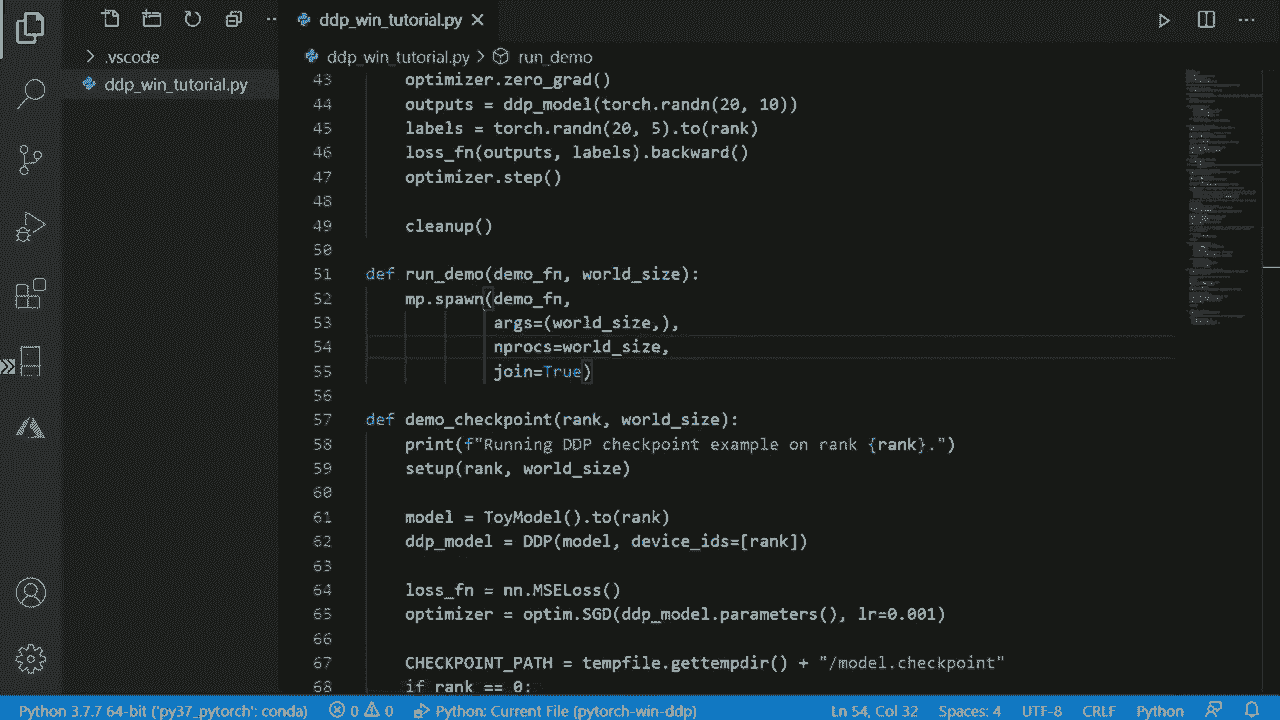 ddp_win_tutorial.py
.vscode
ddp_win_tutorial.py
ddp_win_tutorial.py > run_demo
43 optimizer.zero_grad()
44 outputs = ddp_model(torch.randn(20, 10))
45 labels = torch.randn(20, 5).to(rank)
46 loss_fn(outputs, labels).backward()
47 optimizer.step()
48
49 cleanup()
50
51 def run_demo(demo_fn, world_size):
52 mp.spawn(demo_fn,
53 args=(world_size,),
54 nprocs=world_size,
55 join=True)
56
57 def demo_checkpoint(rank, world_size):
58 print(f"Running DDP checkpoint example on rank {rank}.")
59 setup(rank, world_size)
60
61 model = ToyModel().to(rank)
62 ddp_model = DDP(model, device_ids=[rank])
63
64 loss_fn = nn.MSELoss()
65 optimizer = optim.SGD(ddp_model.parameters(), lr=0.001)
66
67 CHECKPOINT_PATH = tempfile.gettempdir() + "/model.checkpoint"
68 if rank == 0:
Python 3.7.7 64-bit ('py37_pytorch': conda) 0 0 Python: Current File (pytorch-win-ddp) Ln 54, Col 32 Spaces: 4 UTF-8 CRLF Python